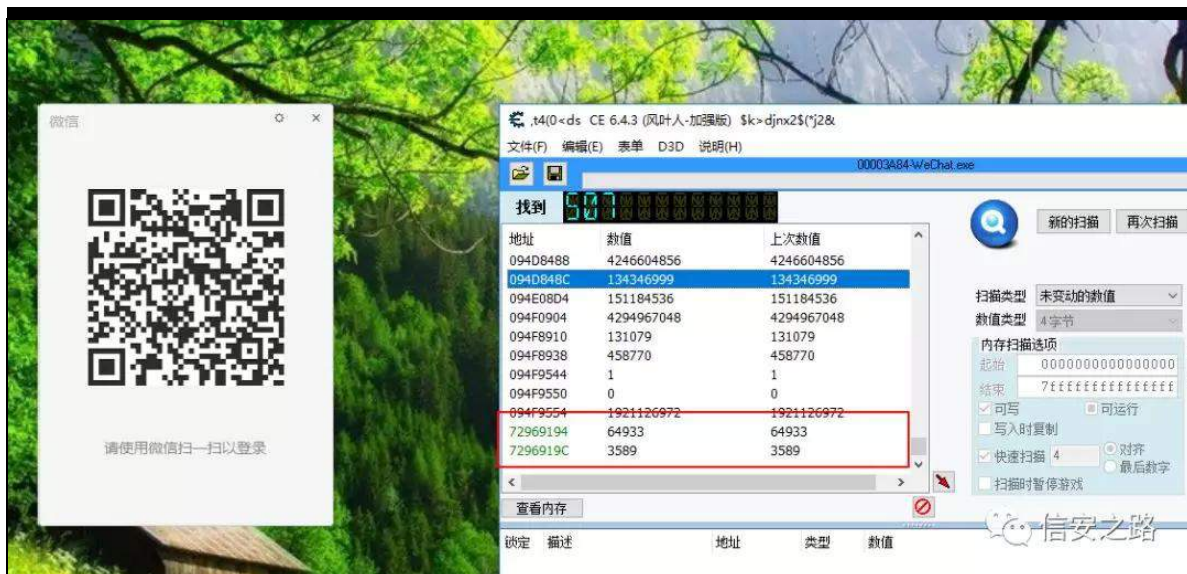 微信
请使用微信扫一扫以登录
,t4(0<ds CE 6.4.3 (风叶人-加强版) $k>djnx2$(*j2&
文件(F) 编辑(E) 表单 D3D 说明(H)
00003A84-WeChat.exe
找到 507
新的扫描 再次扫描
地址 数值 上次数值
094D8488 4246604856 4246604856
094D848C 134346999 134346999
094E08D4 151184536 151184536
094F0904 4294967048 4294967048
094F8910 131079 131079
094F8938 458770 458770
094F9544 1 1
094F9550 0 0
094F9554 1921126972 1921126972
72969194 64933 64933
7296919C 3589 3589
扫描类型 未变动的数值
数值类型 4字节
内存扫描选项
起始 0000000000000000
结束 7fffffffffffffff
可写 可运行
写入时复制
快速扫描 4 对齐
最后数字
扫描时暂停游戏
查看内存
锁定 描述 地址 类型 数值
信安之路